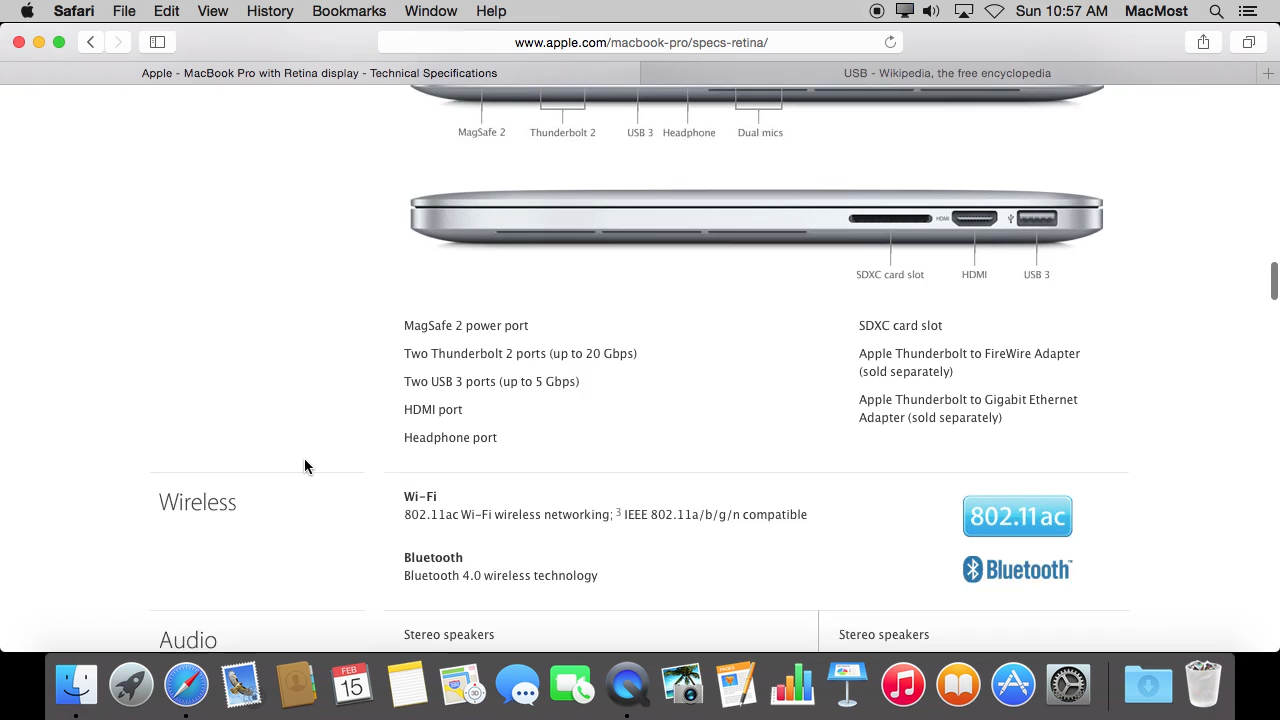 Safari File Edit View History Bookmarks Window Help Sun 10:57 AM MacMost
www.apple.com/macbook-pro/specs-retina/
Apple - MacBook Pro with Retina display - Technical Specifications USB - Wikipedia, the free encyclopedia
MagSafe 2 Thunderbolt 2 USB 3 Headphone Dual mics
HDMI
SDXC card slot HDMI USB 3
MagSafe 2 power port
Two Thunderbolt 2 ports (up to 20 Gbps)
Two USB 3 ports (up to 5 Gbps)
HDMI port
Headphone port
SDXC card slot
Apple Thunderbolt to FireWire Adapter
(sold separately)
Apple Thunderbolt to Gigabit Ethernet
Adapter (sold separately)
Wireless
Wi-Fi
802.11ac Wi-Fi wireless networking; 3 IEEE 802.11a/b/g/n compatible
802.11ac
Bluetooth
Bluetooth 4.0 wireless technology
Bluetooth
Audio
Stereo speakers
Stereo speakers
FEB
15
3D